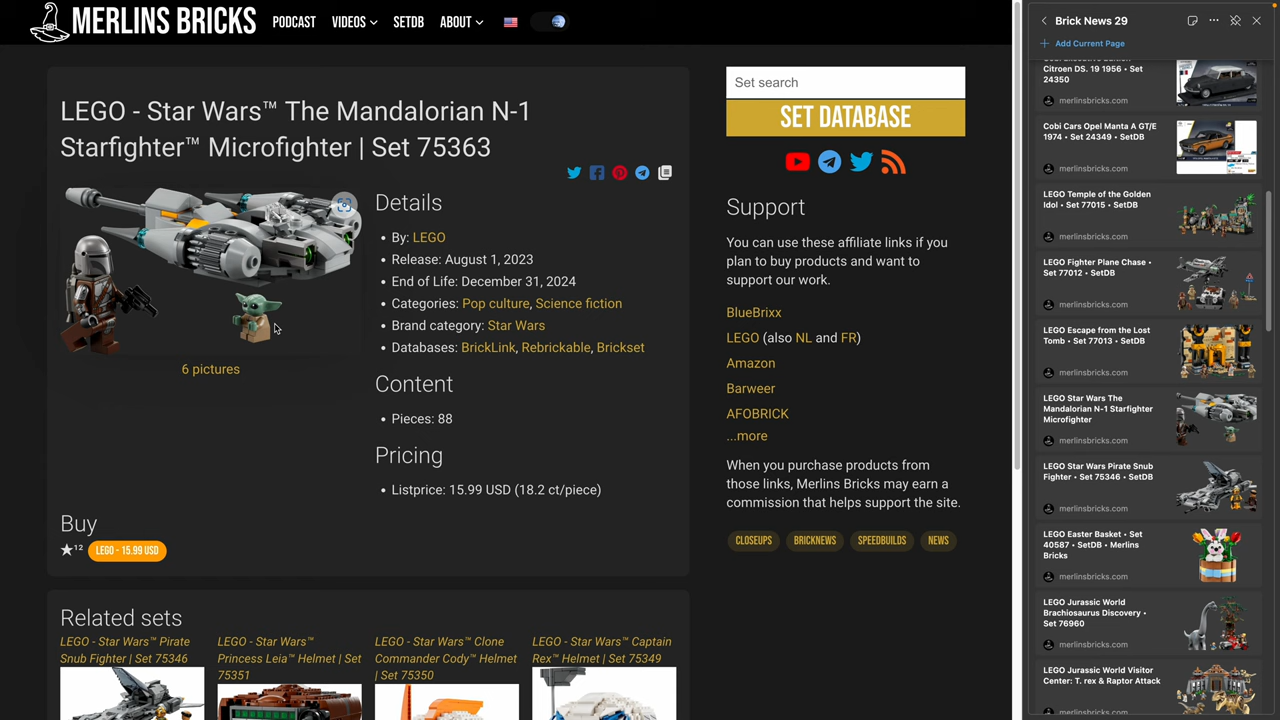 MERLINS BRICKS
PODCAST
VIDEOS
SETDB
ABOUT
LEGO - Star Wars™ The Mandalorian N-1
Starfighter™ Microfighter | Set 75363
6 pictures
Details
By: LEGO
Release: August 1, 2023
End of Life: December 31, 2024
Categories: Pop culture, Science fiction
Brand category: Star Wars
Databases: BrickLink, Rebrickable, Brickset
Content
Pieces: 88
Pricing
Listprice: 15.99 USD (18.2 ct/piece)
Buy
★12 LEGO - 15.99 USD
Related sets
LEGO - Star Wars™ Pirate
Snub Fighter | Set 75346
LEGO - Star Wars™
Princess Leia™ Helmet | Set
75351
LEGO - Star Wars™ Clone
Commander Cody™ Helmet
| Set 75350
LEGO - Star Wars™ Captain
Rex™ Helmet | Set 75349
Set search
SET DATABASE
Support
You can use these affiliate links if you
plan to buy products and want to
support our work.
BlueBrixx
LEGO (also NL and FR)
Amazon
Barweer
AFOBRICK
...more
When you purchase products from
those links, Merlins Bricks may earn a
commission that helps support the site.
CLOSEUPS
BRICKNEWS
SPEEDBUILDS
NEWS
Brick News 29
Add Current Page
Citroen DS. 19 1956 • Set
24350
merlinsbricks.com
Cobi Cars Opel Manta A GT/E
1974 • Set 24349 • SetDB
merlinsbricks.com
LEGO Temple of the Golden
Idol • Set 77015 • SetDB
merlinsbricks.com
LEGO Fighter Plane Chase •
Set 77012 • SetDB
merlinsbricks.com
LEGO Escape from the Lost
Tomb • Set 77013 • SetDB
merlinsbricks.com
LEGO Star Wars The
Mandalorian N-1 Starfighter
Microfighter
merlinsbricks.com
LEGO Star Wars Pirate Snub
Fighter • Set 75346 • SetDB
merlinsbricks.com
LEGO Easter Basket • Set
40587 • SetDB • Merlins
Bricks
merlinsbricks.com
LEGO Jurassic World
Brachiosaurus Discovery •
Set 76960
merlinsbricks.com
LEGO Jurassic World Visitor
Center: T. rex & Raptor Attack